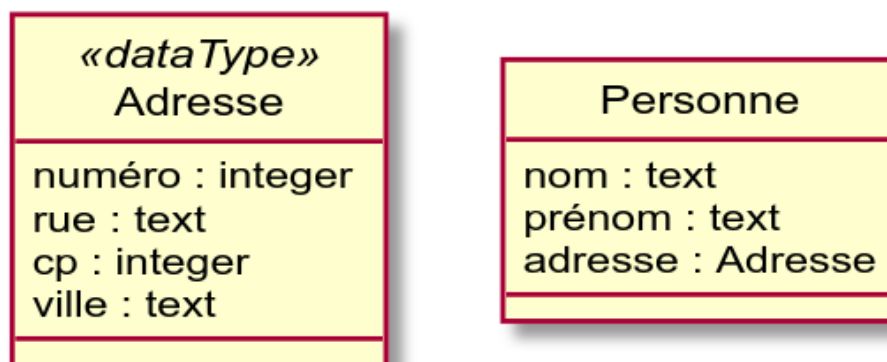 «dataType»
Adresse
numéro : integer
rue : text
cp : integer
ville : text
Personne
nom : text
prénom : text
adresse : Adresse